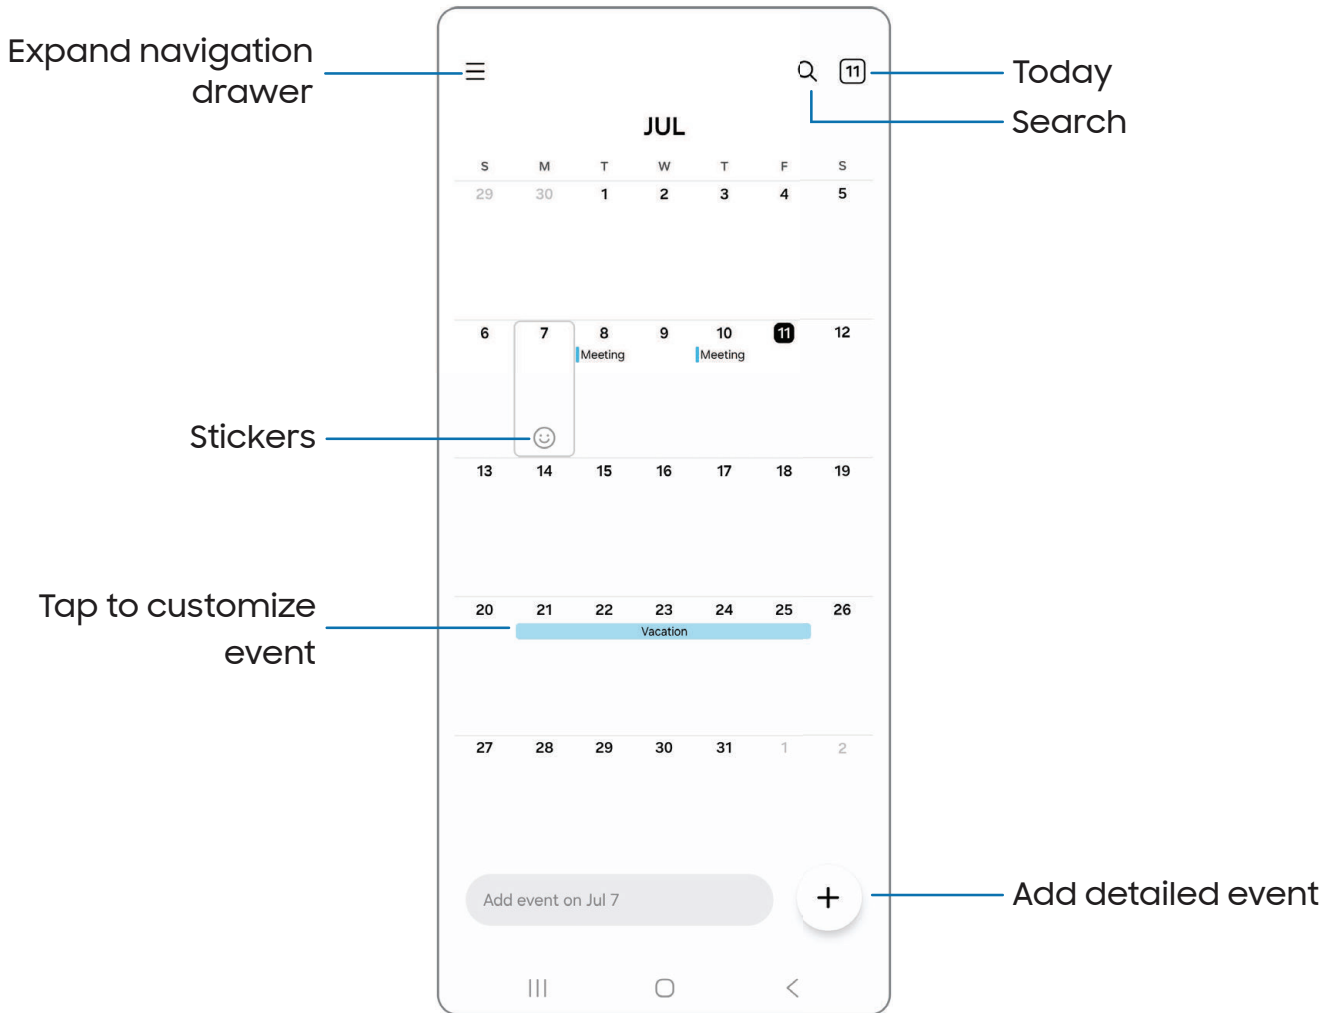 Expand navigation
drawer
11
Today
Search
JUL
S M T W T F S
29 30 1 2 3 4 5
6 7 8 9 10 11 12
Meeting Meeting
Stickers
13 14 15 16 17 18 19
Tap to customize
event
20 21 22 23 24 25 26
Vacation
27 28 29 30 31 1 2
Add event on Jul 7
+
Add detailed event